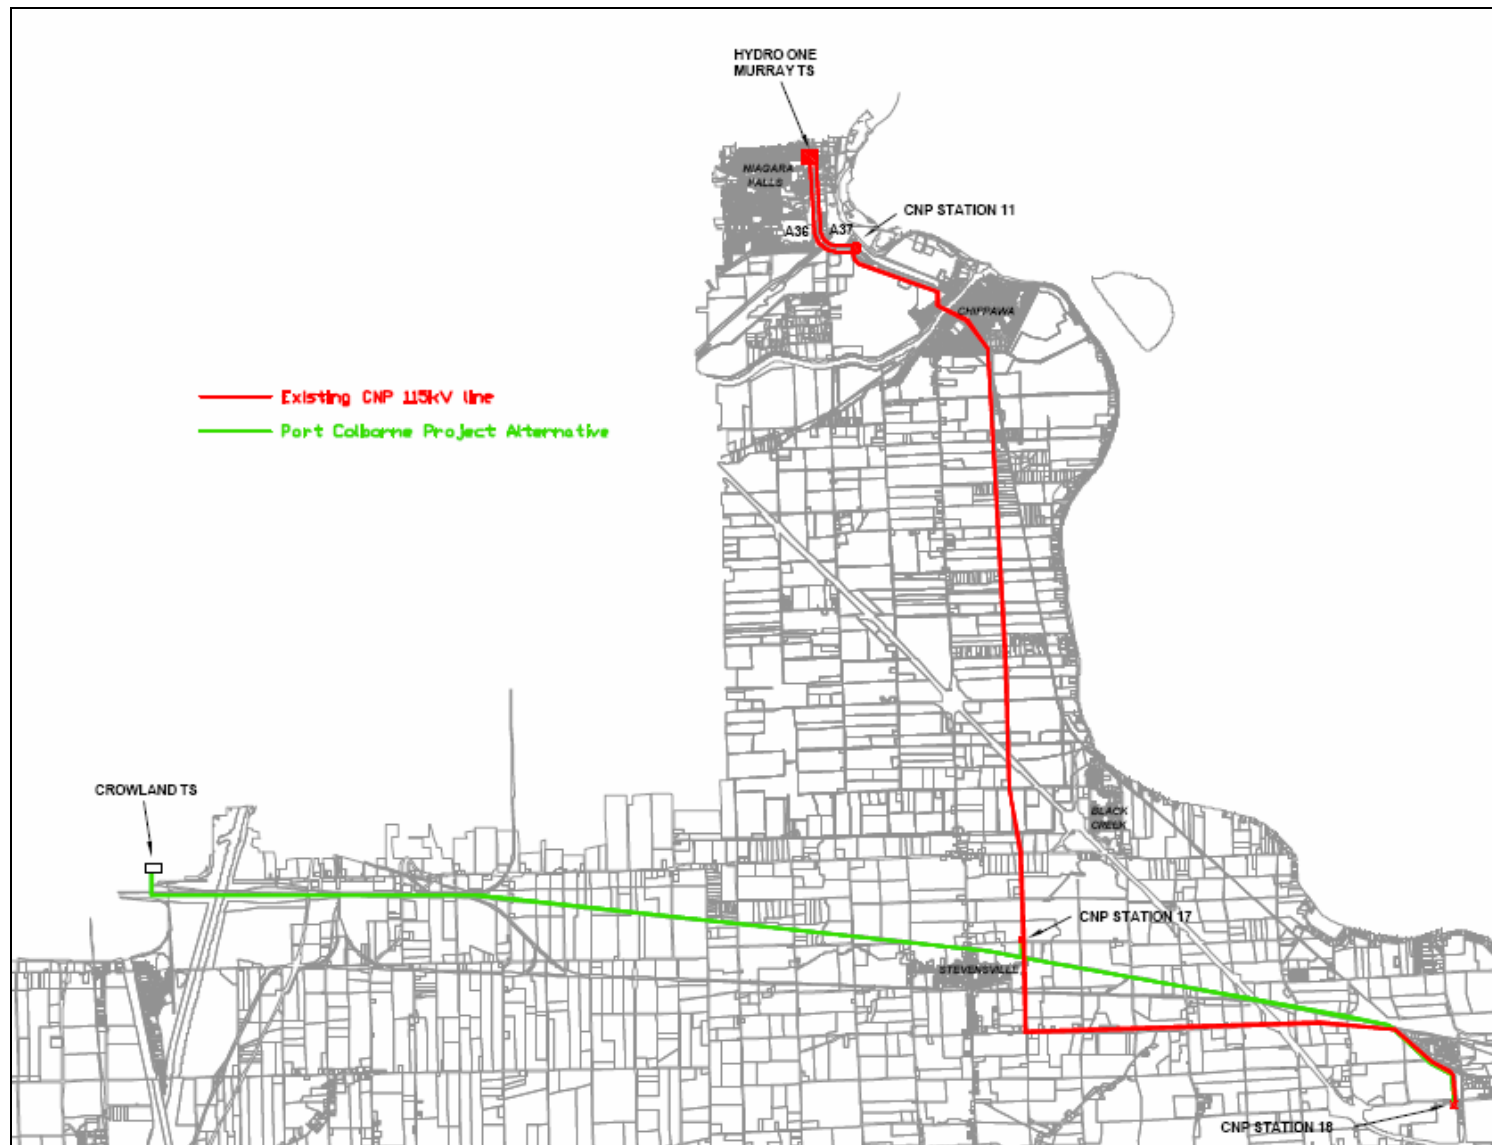 HYDRO ONE
MURRAY TS
NIAGARA
HALLS
CNP STATION 11
A36
A37
CHIPPAWA
Existing CNP 115kV line
Port Colborne Project Alternative
CROWLAND TS
BLACK
CREEK
CNP STATION 17
STEVENSVILLE
CNP STATION 18